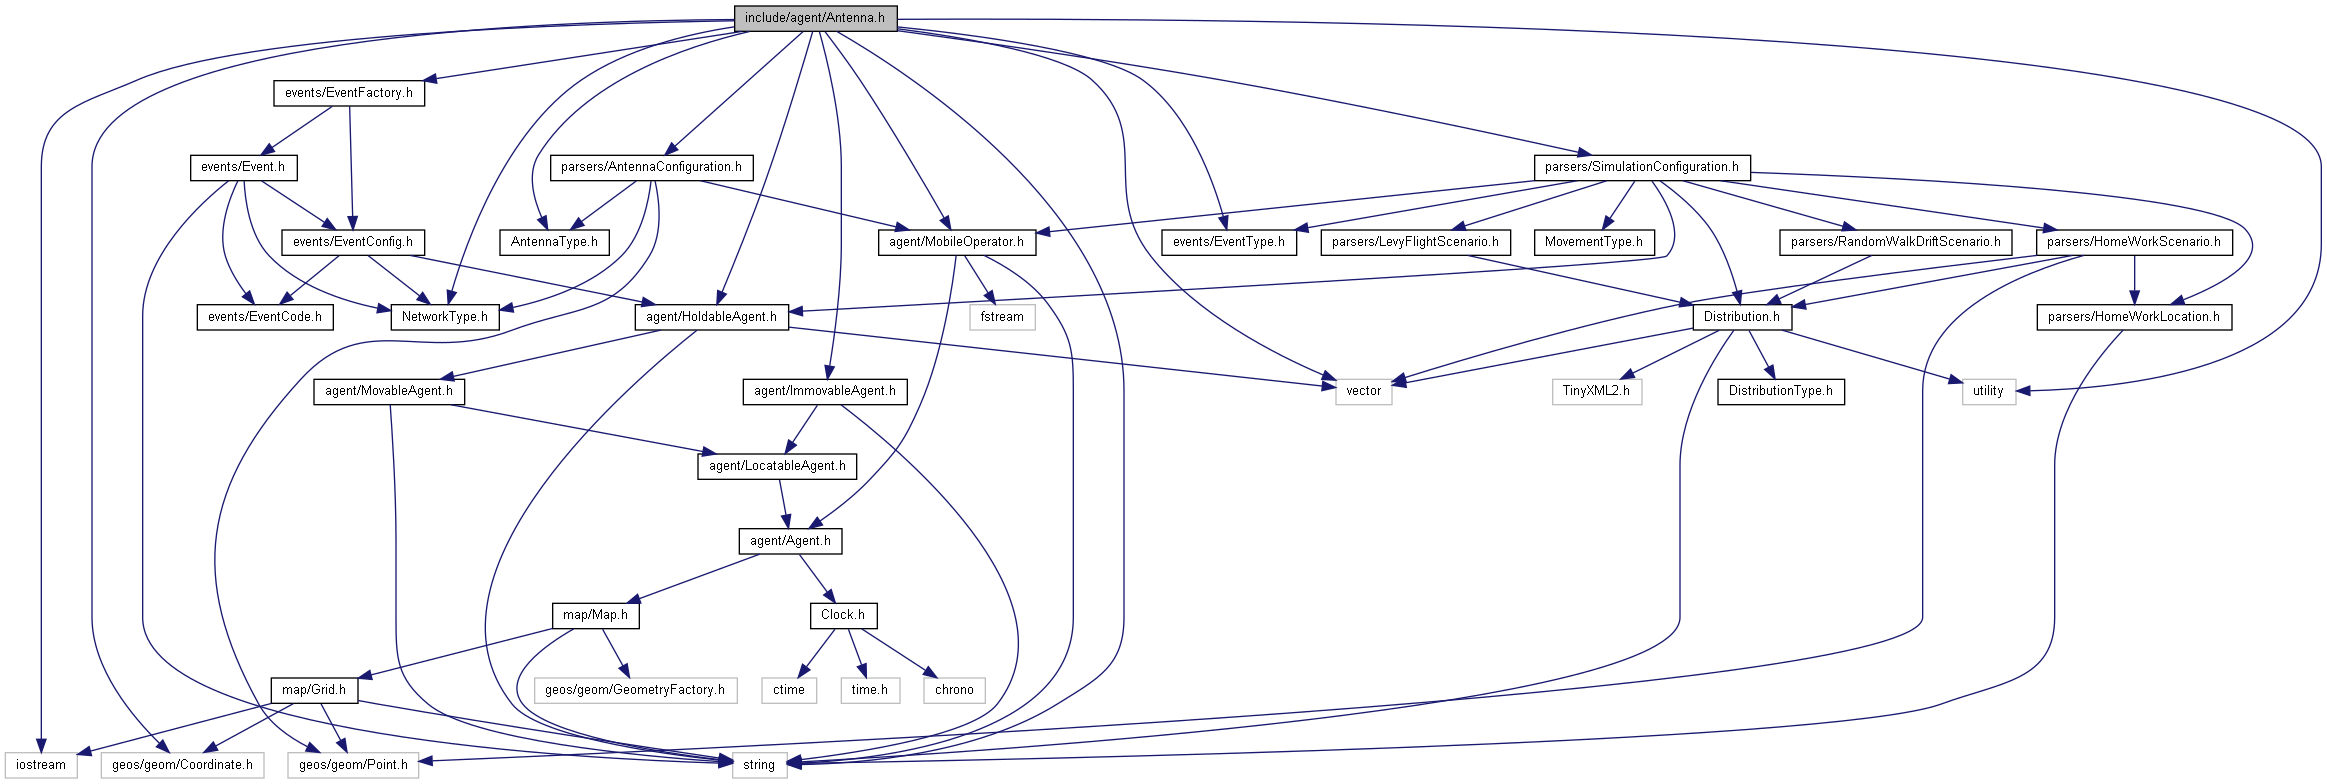 include/agent/Antenna.h
events/EventFactory.h
events/Event.h
parsers/AntennaConfiguration.h
parsers/SimulationConfiguration.h
events/EventConfig.h
AntennaType.h
agent/MobileOperator.h
events/EventType.h
parsers/LevyFlightScenario.h
MovementType.h
parsers/RandomWalkDriftScenario.h
parsers/HomeWorkScenario.h
events/EventCode.h
NetworkType.h
agent/HoldableAgent.h
fstream
Distribution.h
parsers/HomeWorkLocation.h
agent/MovableAgent.h
agent/ImmovableAgent.h
vector
TinyXML2.h
DistributionType.h
utility
agent/LocatableAgent.h
agent/Agent.h
map/Map.h
Clock.h
map/Grid.h
geos/geom/GeometryFactory.h
ctime
time.h
chrono
iostream
geos/geom/Coordinate.h
geos/geom/Point.h
string